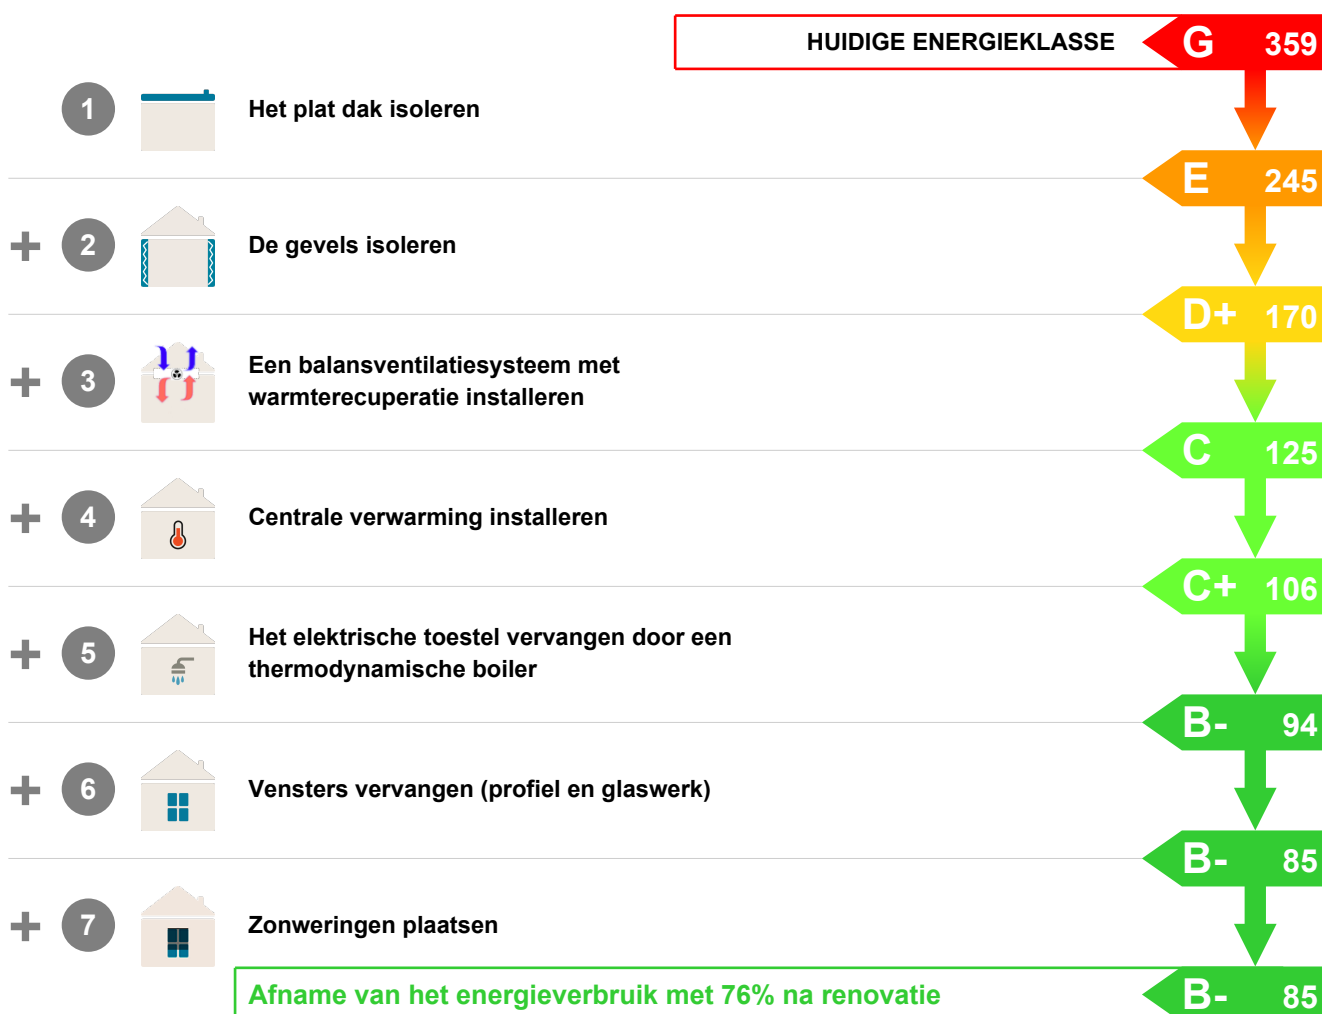 HUIDIGE ENERGIEKLASSE G 359
1 Het plat dak isoleren
E 245
+ 2 De gevels isoleren
D+ 170
+ 3 Een balansventilatiesysteem met
warmterecuperatie installeren
C 125
+ 4 Centrale verwarming installeren
C+ 106
+ 5 Het elektrische toestel vervangen door een
thermodynamische boiler
B- 94
+ 6 Vensters vervangen (profiel en glaswerk)
B- 85
+ 7 Zonweringen plaatsen
Afname van het energieverbruik met 76% na renovatie B- 85